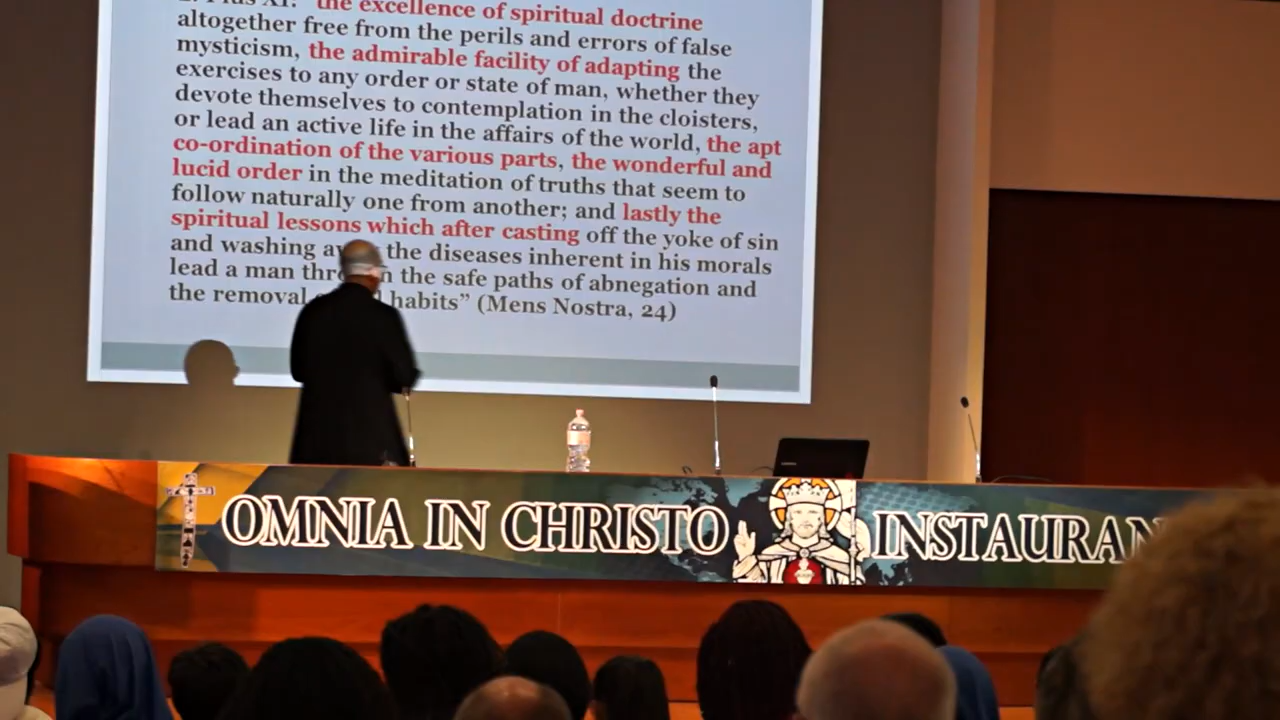 the excellence of spiritual doctrine
altogether free from the perils and errors of false
mysticism, the admirable facility of adapting the
exercises to any order or state of man, whether they
devote themselves to contemplation in the cloisters,
or lead an active life in the affairs of the world, the apt
co-ordination of the various parts, the wonderful and
lucid order in the meditation of truths that seem to
follow naturally one from another; and lastly the
spiritual lessons which after casting off the yoke of sin
and washing the diseases inherent in his morals
lead a man the safe paths of abnegation and
the removal habits” (Mens Nostra, 24)
OMNIA IN CHRISTO INSTAURAN